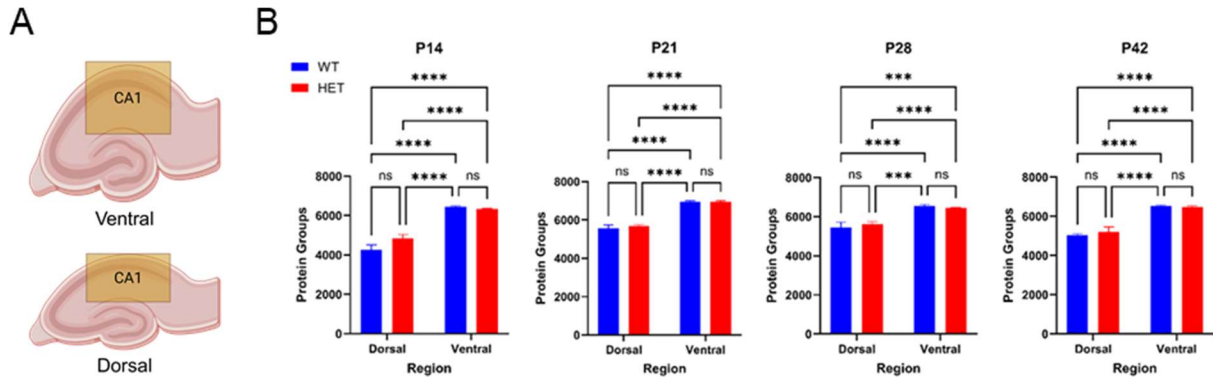 A
CA1
Ventral
CA1
Dorsal
B
WT
HET
P14
****
****
****
ns
****
ns
Protein Groups
8000
6000
4000
2000
0
Dorsal
Ventral
Region
P21
****
****
****
ns
****
ns
Protein Groups
8000
6000
4000
2000
0
Dorsal
Ventral
Region
P28
***
****
****
ns
***
ns
Protein Groups
8000
6000
4000
2000
0
Dorsal
Ventral
Region
P42
****
****
****
ns
****
ns
Protein Groups
8000
6000
4000
2000
0
Dorsal
Ventral
Region